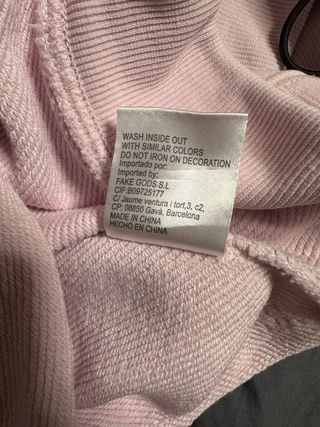 WASH INSIDE OUT
WITH SIMILAR COLORS
DO NOT IRON ON DECORATION
Importado por:
Imported by:
FAKE GODS S.L
CIF:B09725177
C/ Jaume ventura i tort,3, c2,
CP: 08850 Gavá, Barcelona
MADE IN CHINA
HECHO EN CHINA